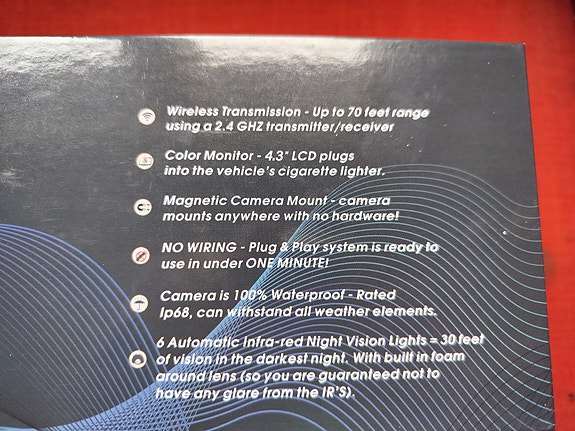 Wireless Transmission - Up to 70 feet range
using a 2.4 GHZ transmitter/receiver
Color Monitor - 4.3" LCD plugs
into the vehicle's cigarette lighter.
Magnetic Camera Mount - camera
mounts anywhere with no hardware!
NO WIRING - Plug & Play system is ready to
use in under ONE MINUTE!
Camera is 100% Waterproof - Rated
Ip68, can withstand all weather elements.
6 Automatic Infra-red Night Vision Lights = 30 feet
of vision in the darkest night. With built in foam
around lens (so you are guaranteed not to
have any glare from the IR'S).